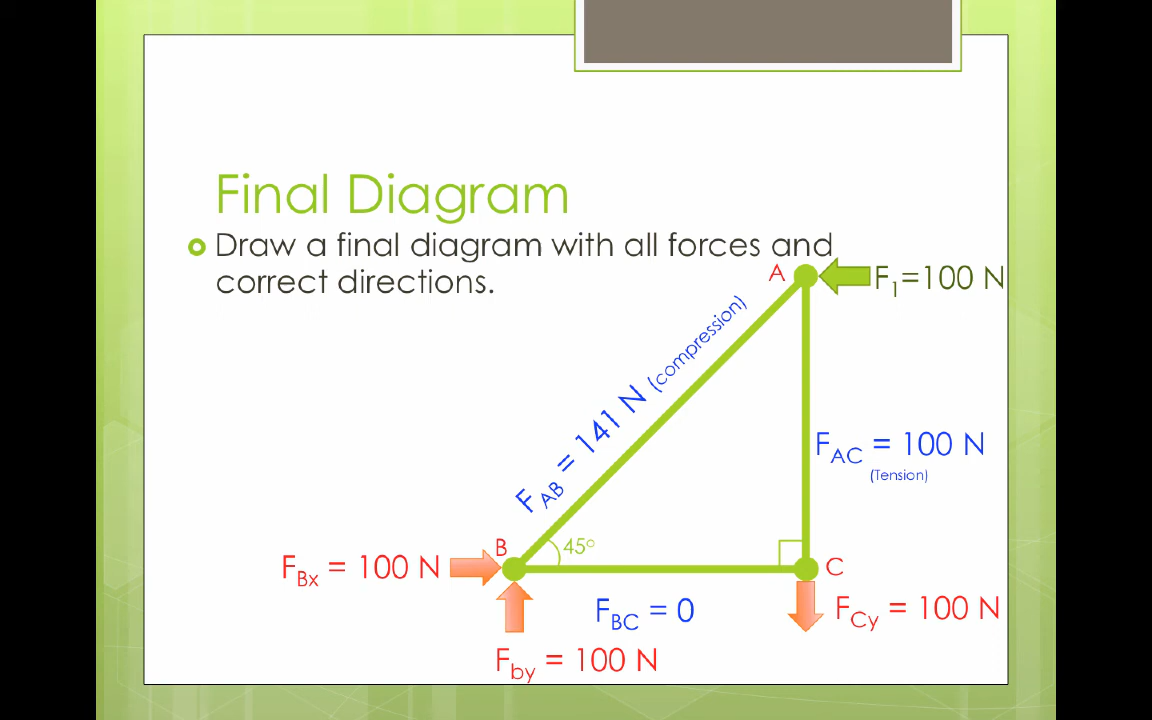 Final Diagram
Draw a final diagram with all forces and
correct directions.
A
F1=100 N
FAB = 141 N (compression)
FAC = 100 N
(Tension)
B
45°
FBx = 100 N
C
FBC = 0
FCy = 100 N
Fby = 100 N